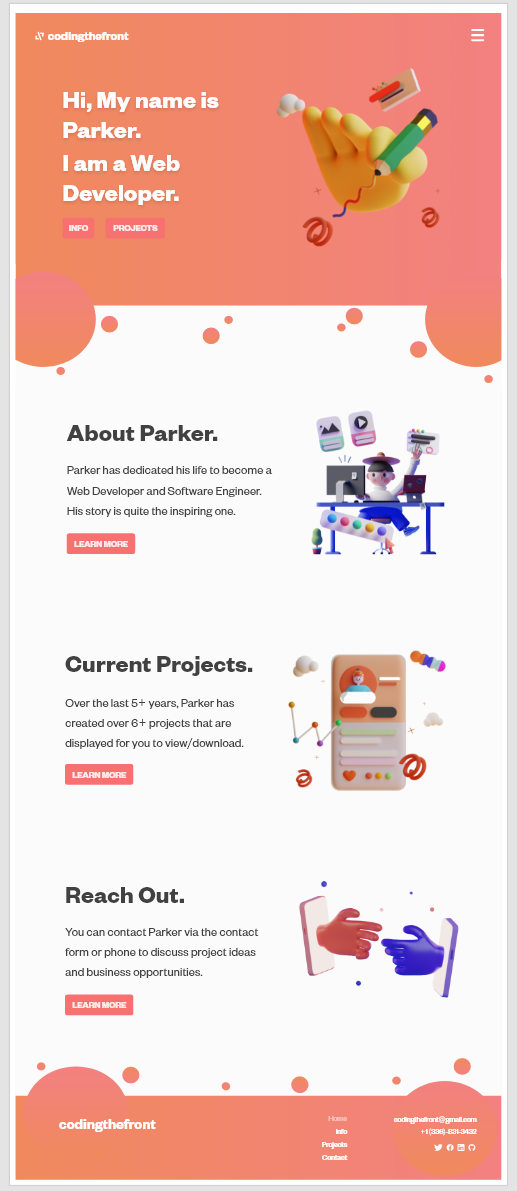 codingthefront
Hi, My name is
Parker.
I am a Web
Developer.
INFO
PROJECTS
About Parker.
Parker has dedicated his life to become a
Web Developer and Software Engineer.
His story is quite the inspiring one.
LEARN MORE
Current Projects.
Over the last 5+ years, Parker has
created over 6+ projects that are
displayed for you to view/download.
LEARN MORE
Reach Out.
You can contact Parker via the contact
form or phone to discuss project ideas
and business opportunities.
LEARN MORE
codingthefront
Home
Info
Projects
Contact
codingthefront@gmail.com
+1 (336)-831-3432